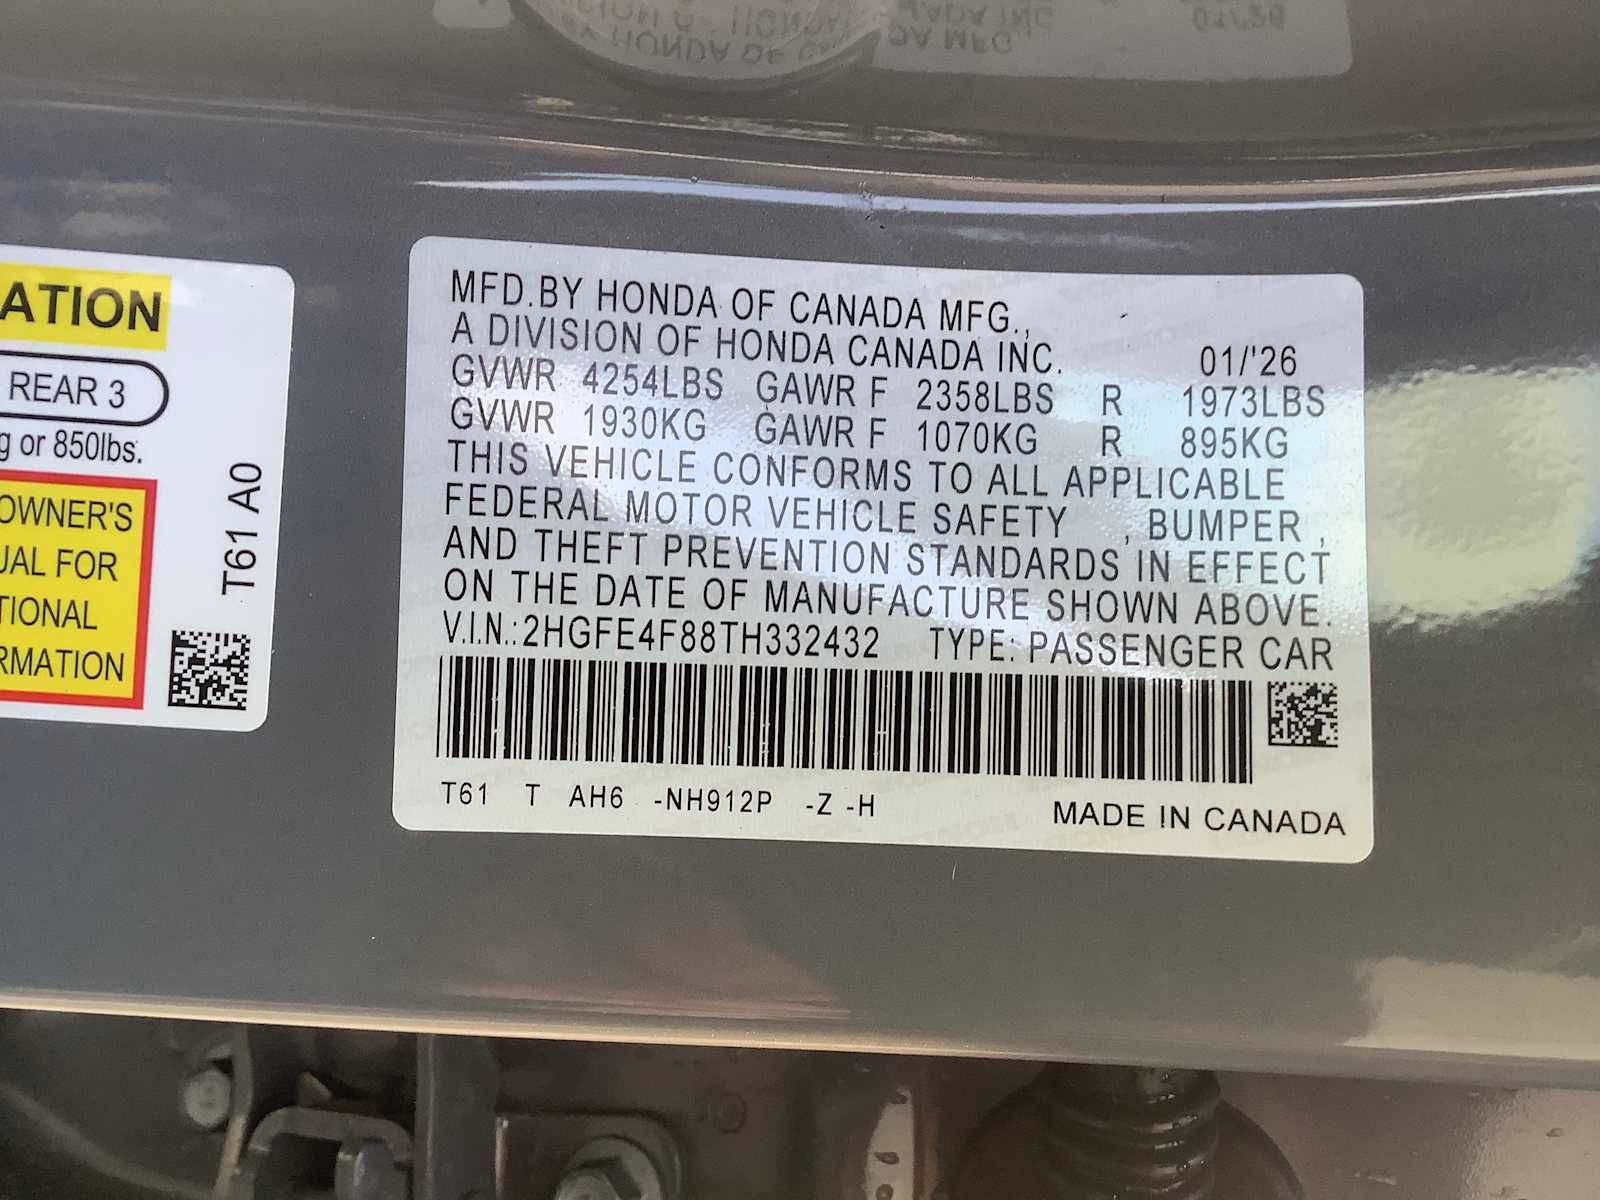 ATION
REAR 3
g or 850lbs.
OWNER'S
UAL FOR
TIONAL
RMATION
T61 A0
MFD.BY HONDA OF CANADA MFG.,
A DIVISION OF HONDA CANADA INC. 01/'26
GVWR 4254LBS GAWR F 2358LBS R 1973LBS
GVWR 1930KG GAWR F 1070KG R 895KG
THIS VEHICLE CONFORMS TO ALL APPLICABLE
FEDERAL MOTOR VEHICLE SAFETY , BUMPER ,
AND THEFT PREVENTION STANDARDS IN EFFECT
ON THE DATE OF MANUFACTURE SHOWN ABOVE.
V.I.N.:2HGFE4F88TH332432 TYPE: PASSENGER CAR
T61 T AH6 -NH912P -Z -H
MADE IN CANADA